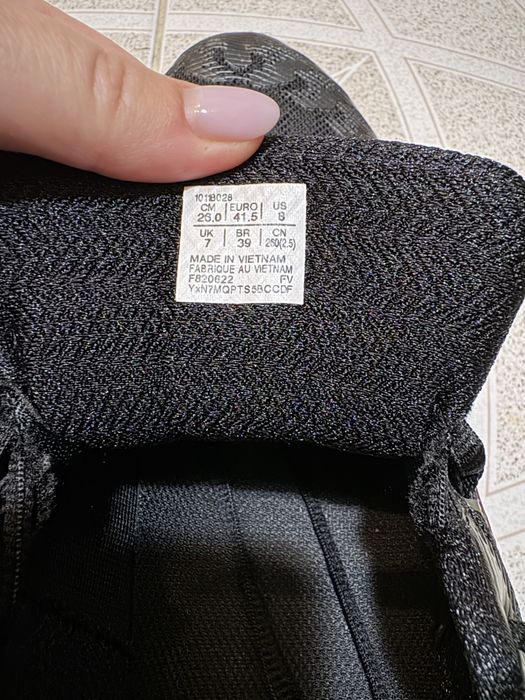 10113028
CM | EURO | US
26.0 | 41.5 | 8
UK | BR | CN
7 | 39 | 260(2.5)
MADE IN VIETNAM
FABRIQUE AU VIETNAM
F820622 FV
YxN7MQPTS5BCCDF